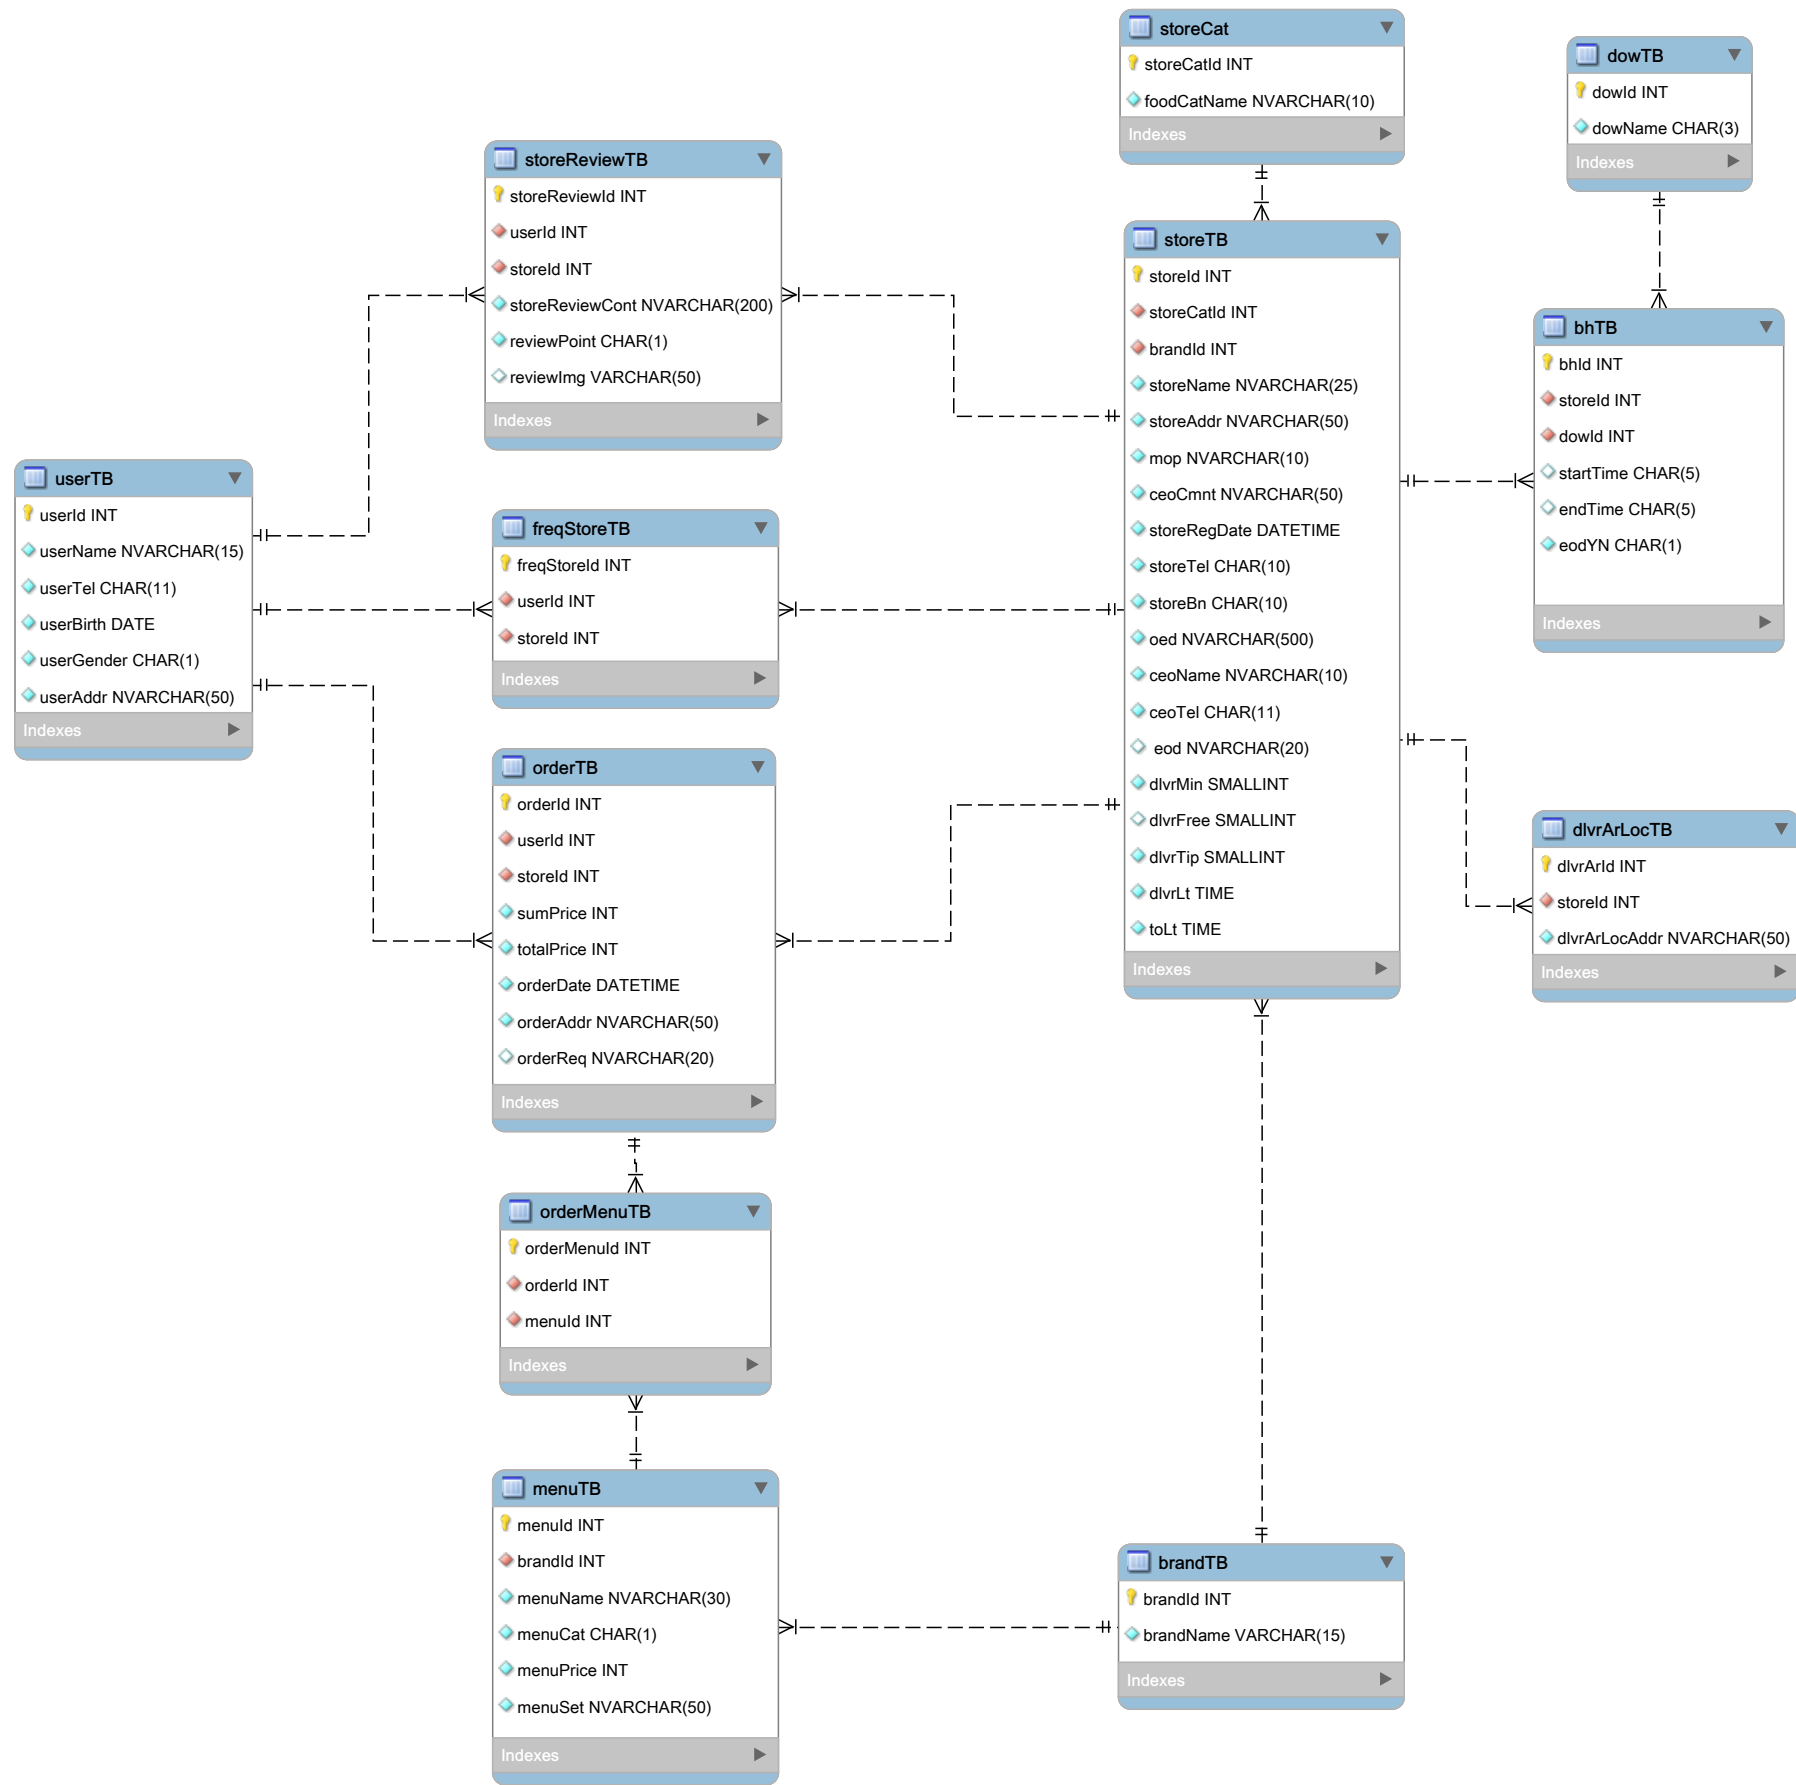 storeCat
storeCatId INT
foodCatName NVARCHAR(10)
Indexes
dowTB
dowId INT
dowName CHAR(3)
Indexes
storeReviewTB
storeReviewId INT
userId INT
storeId INT
storeReviewCont NVARCHAR(200)
reviewPoint CHAR(1)
reviewImg VARCHAR(50)
Indexes
storeTB
storeId INT
storeCatId INT
brandId INT
storeName NVARCHAR(25)
storeAddr NVARCHAR(50)
mop NVARCHAR(10)
ceoCmnt NVARCHAR(50)
storeRegDate DATETIME
storeTel CHAR(10)
storeBn CHAR(10)
oed NVARCHAR(500)
ceoName NVARCHAR(10)
ceoTel CHAR(11)
eod NVARCHAR(20)
dlvrMin SMALLINT
dlvrFree SMALLINT
dlvrTip SMALLINT
dlvrLt TIME
toLt TIME
Indexes
bhTB
bhId INT
storeId INT
dowId INT
startTime CHAR(5)
endTime CHAR(5)
eodYN CHAR(1)
Indexes
userTB
userId INT
userName NVARCHAR(15)
userTel CHAR(11)
userBirth DATE
userGender CHAR(1)
userAddr NVARCHAR(50)
Indexes
freqStoreTB
freqStoreId INT
userId INT
storeId INT
Indexes
orderTB
orderId INT
userId INT
storeId INT
sumPrice INT
totalPrice INT
orderDate DATETIME
orderAddr NVARCHAR(50)
orderReq NVARCHAR(20)
Indexes
dlvrArLocTB
dlvrArId INT
storeId INT
dlvrArLocAddr NVARCHAR(50)
Indexes
orderMenuTB
orderMenuId INT
orderId INT
menuId INT
Indexes
menuTB
menuId INT
brandId INT
menuName NVARCHAR(30)
menuCat CHAR(1)
menuPrice INT
menuSet NVARCHAR(50)
Indexes
brandTB
brandId INT
brandName VARCHAR(15)
Indexes